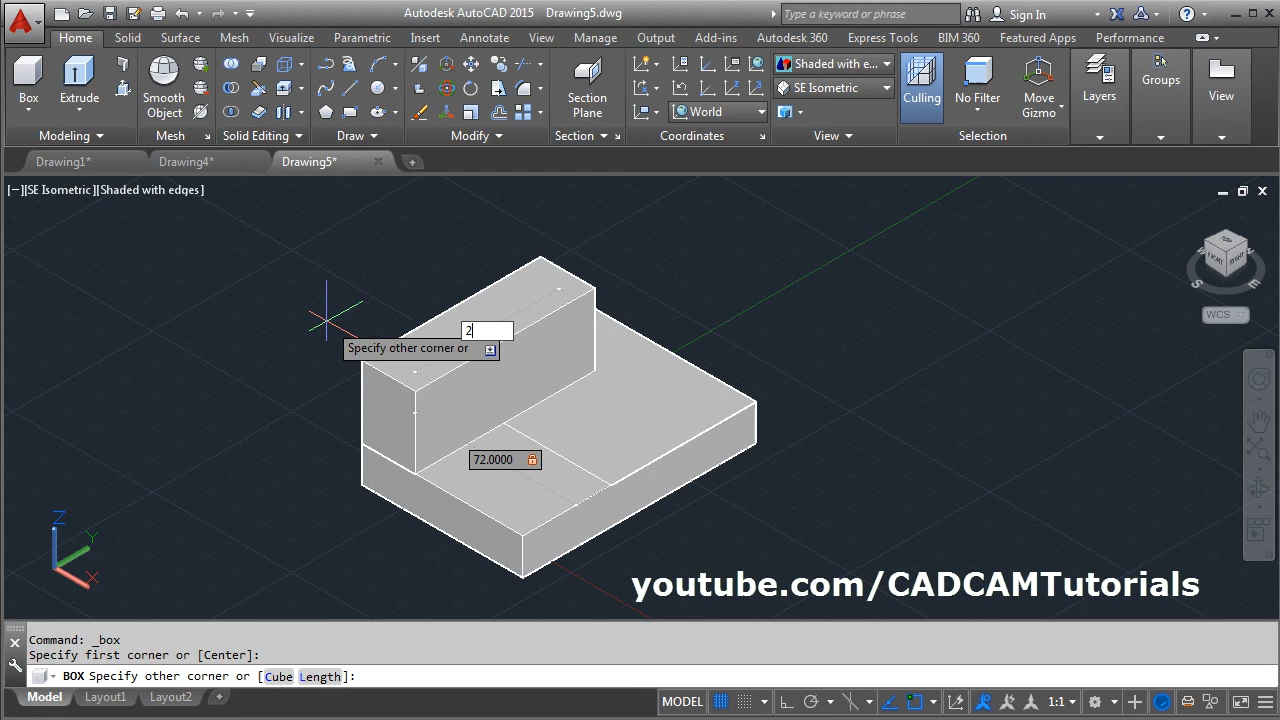 Autodesk AutoCAD 2015 Drawing5.dwg
Type a keyword or phrase
Sign In
Home Solid Surface Mesh Visualize Parametric Insert Annotate View Manage Output Add-ins Autodesk 360 Express Tools BIM 360 Featured Apps Performance
Shaded with e...
SE Isometric
World
Box
Extrude
Smooth
Object
Section
Plane
Culling
No Filter
Move
Gizmo
Layers
Groups
View
Modeling
Mesh
Solid Editing
Draw
Modify
Section
Coordinates
View
Selection
Drawing1*
Drawing4*
Drawing5*
[−][SE Isometric][Shaded with edges]
TOP
FRONT
RIGHT
S
E
WCS
2
Specify other corner or
72.0000
Z
Y
X
youtube.com/CADCAMTutorials
Command: _box
Specify first corner or [Center]:
BOX Specify other corner or [Cube Length]:
Model
Layout1
Layout2
MODEL
1:1